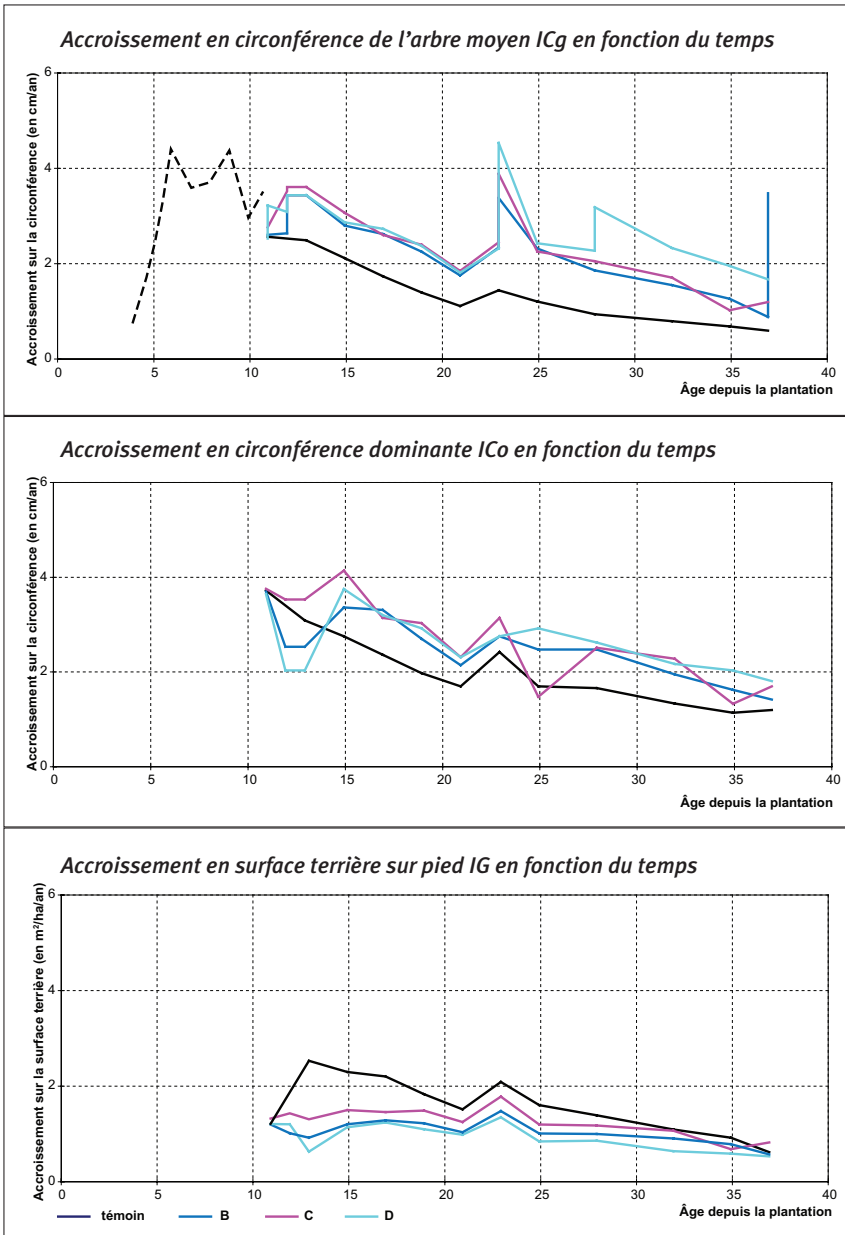 Accroissement en circonférence de l'arbre moyen ICg en fonction du temps
Accroissement sur la circonférence (en cm/an)
6
4
2
0
0 5 10 15 20 25 30 35 40
Âge depuis la plantation
Accroissement en circonférence dominante ICo en fonction du temps
Accroissement sur la circonférence (en cm/an)
6
4
2
0
0 5 10 15 20 25 30 35 40
Âge depuis la plantation
Accroissement en surface terrière sur pied IG en fonction du temps
Accroissement sur la surface terrière (en m²/ha/an)
6
4
2
0
0 5 10 15 20 25 30 35 40
témoin B C D Âge depuis la plantation